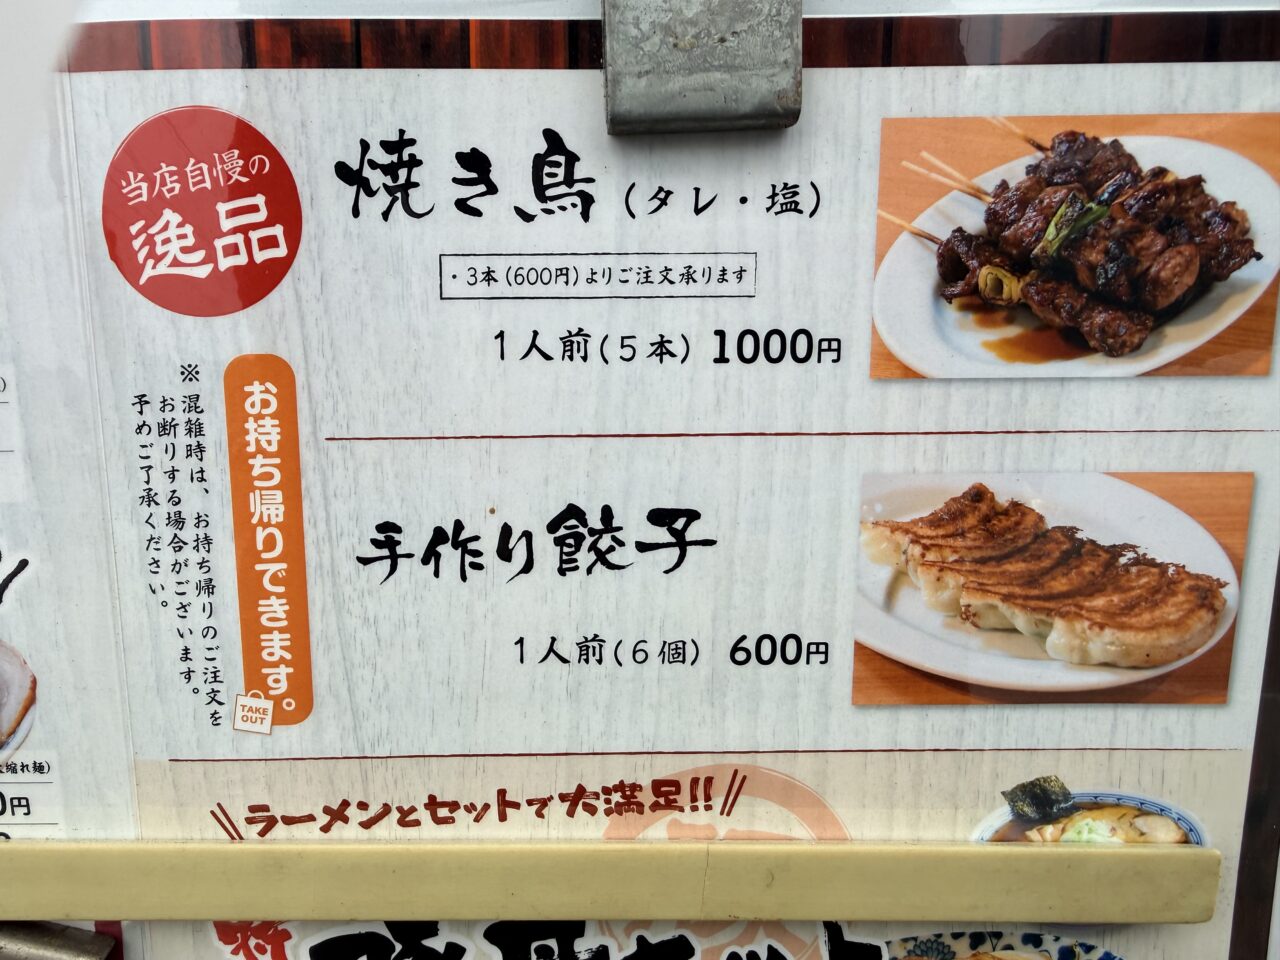 当店自慢の
逸品
焼き鳥(タレ・塩)
・3本(600円)よりご注文承ります
1人前(5本) 1000円
お持ち帰りできます。
TAKE
OUT
※混雑時は、お持ち帰りのご注文を
お断りする場合がございます。
予めご了承ください。
手作り餃子
1人前(6個) 600円
縮れ麺)
0円
ラーメンとセットで大満足!!